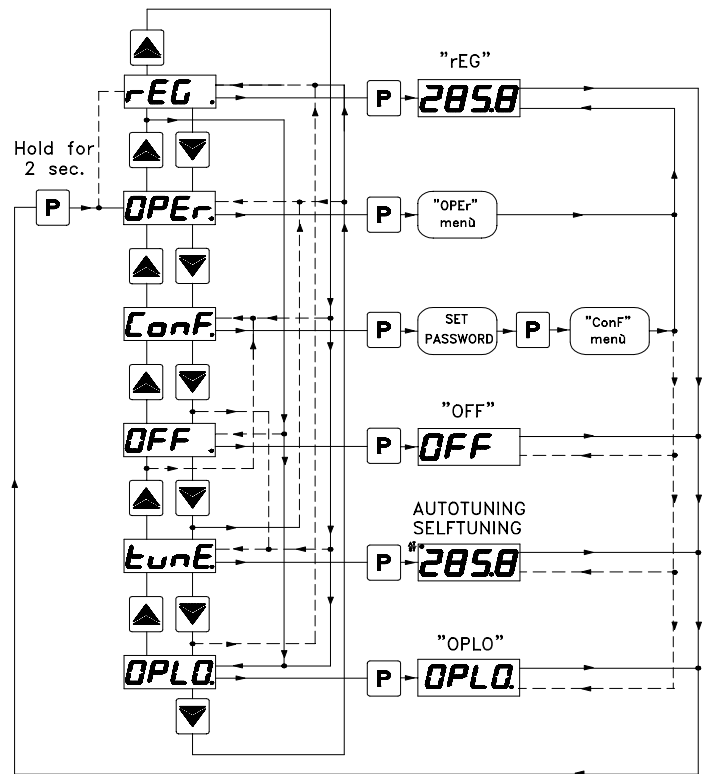 "rEG"
rEG .
P
285.8
Hold for
2 sec.
P
OPEr.
P
"OPEr"
menù
ConF.
P
SET
PASSWORD
P
"ConF"
menù
"OFF"
OFF .
P
OFF
AUTOTUNING
SELFTUNING
tunE.
P
285.8
"OPLO"
OPLO.
P
OPLO.